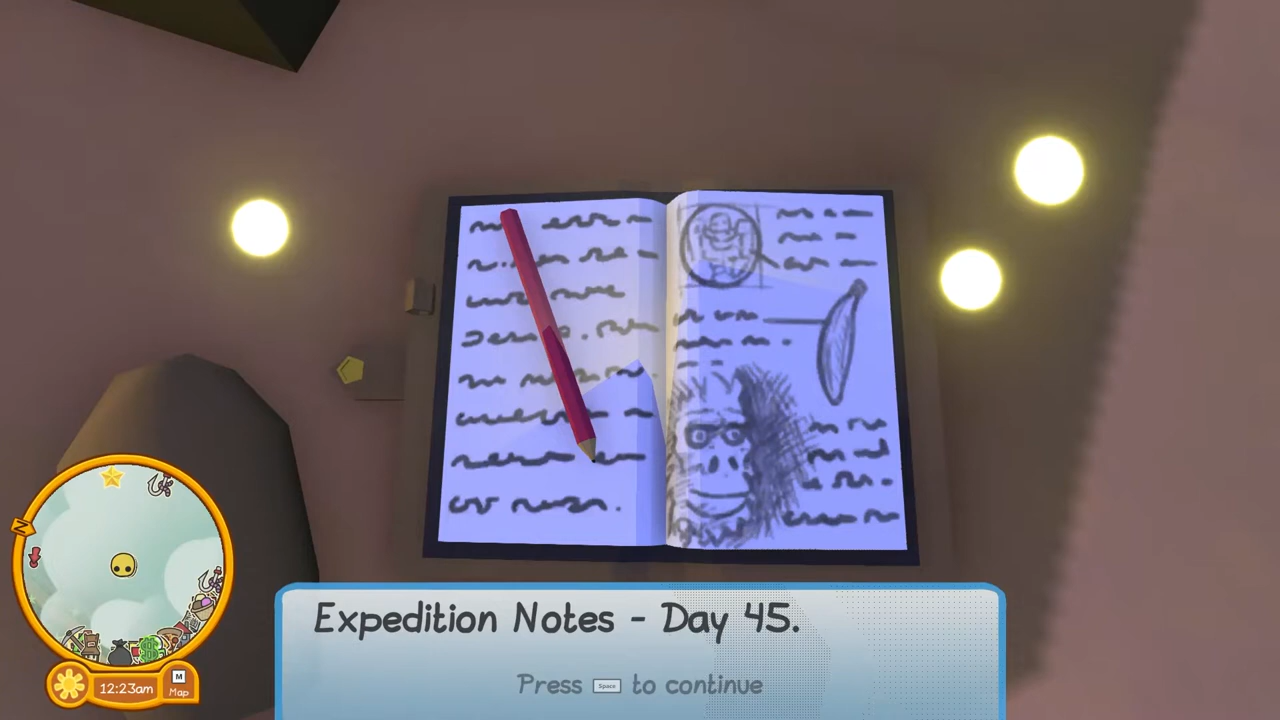 Expedition Notes - Day 45.
Press Space to continue
N
12:23am
M
Map